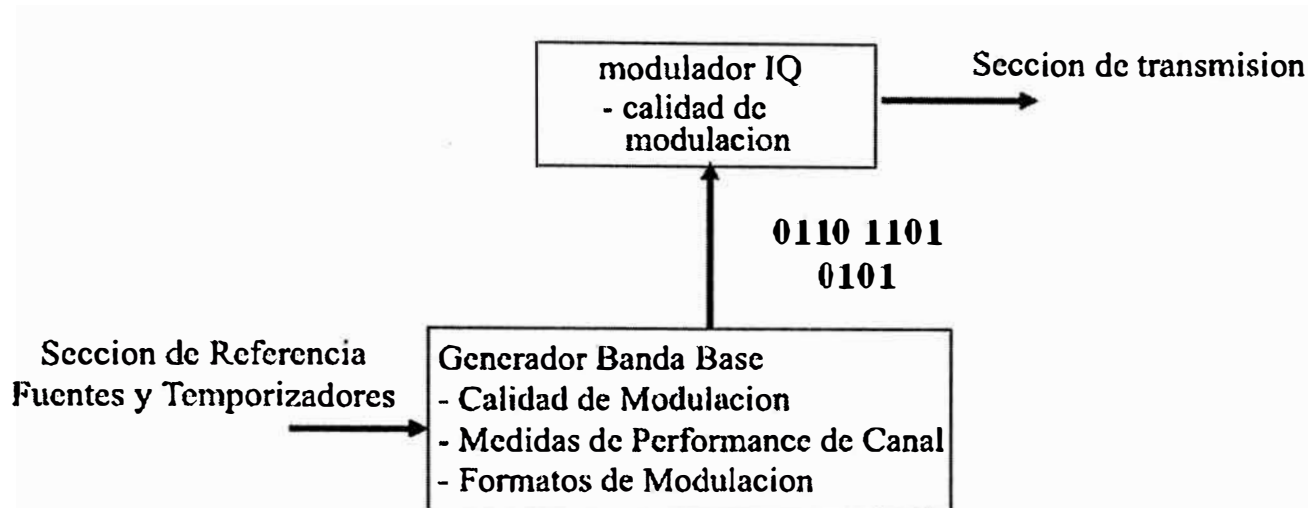 modulador IQ
- calidad de
modulacion
Seccion de transmision
0110 1101
0101
Seccion de Referencia
Fuentes y Temporizadores
Generador Banda Base
- Calidad de Modulacion
- Medidas de Performance de Canal
- Formatos de Modulacion